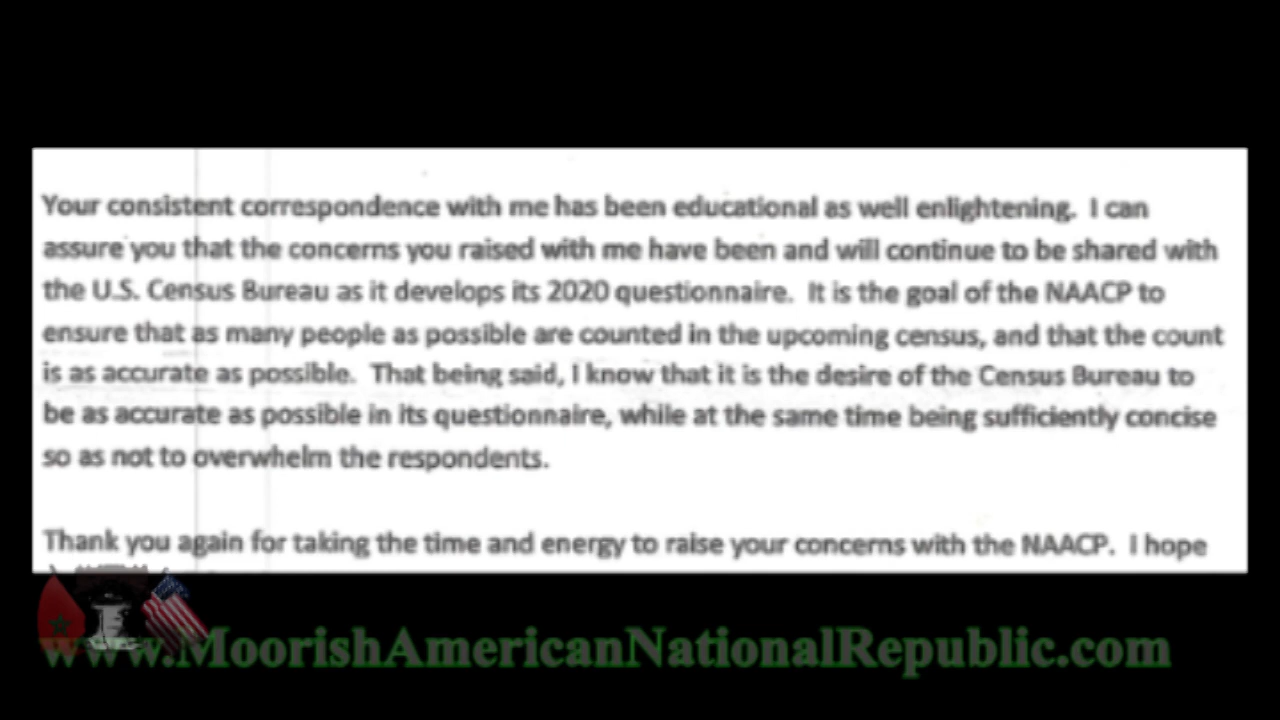 Your consistent correspondence with me has been educational as well enlightening. I can
assure you that the concerns you raised with me have been and will continue to be shared with
the U.S. Census Bureau as it develops its 2020 questionnaire. It is the goal of the NAACP to
ensure that as many people as possible are counted in the upcoming census, and that the count
is as accurate as possible. That being said, I know that it is the desire of the Census Bureau to
be as accurate as possible in its questionnaire, while at the same time being sufficiently concise
so as not to overwhelm the respondents.
Thank you again for taking the time and energy to raise your concerns with the NAACP. I hope
www.MoorishAmericanNationalRepublic.com